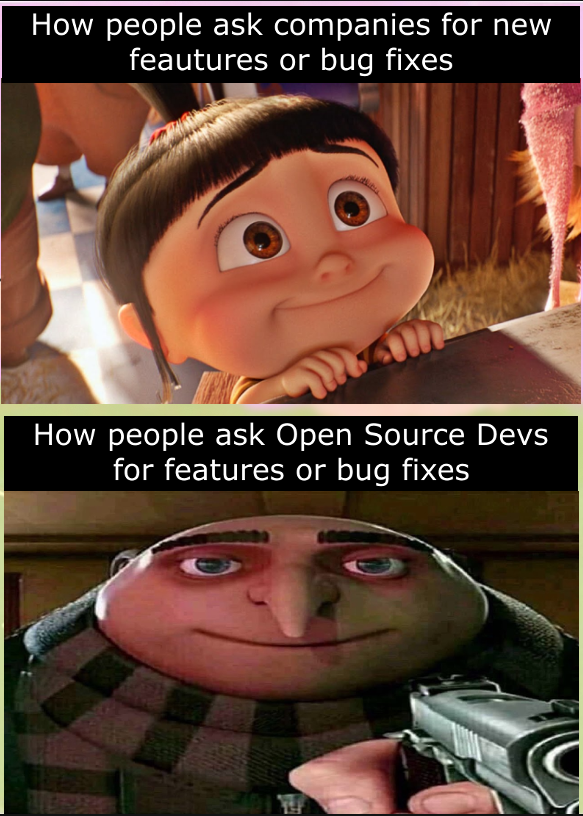 How people ask companies for new
feautures or bug fixes
How people ask Open Source Devs
for features or bug fixes